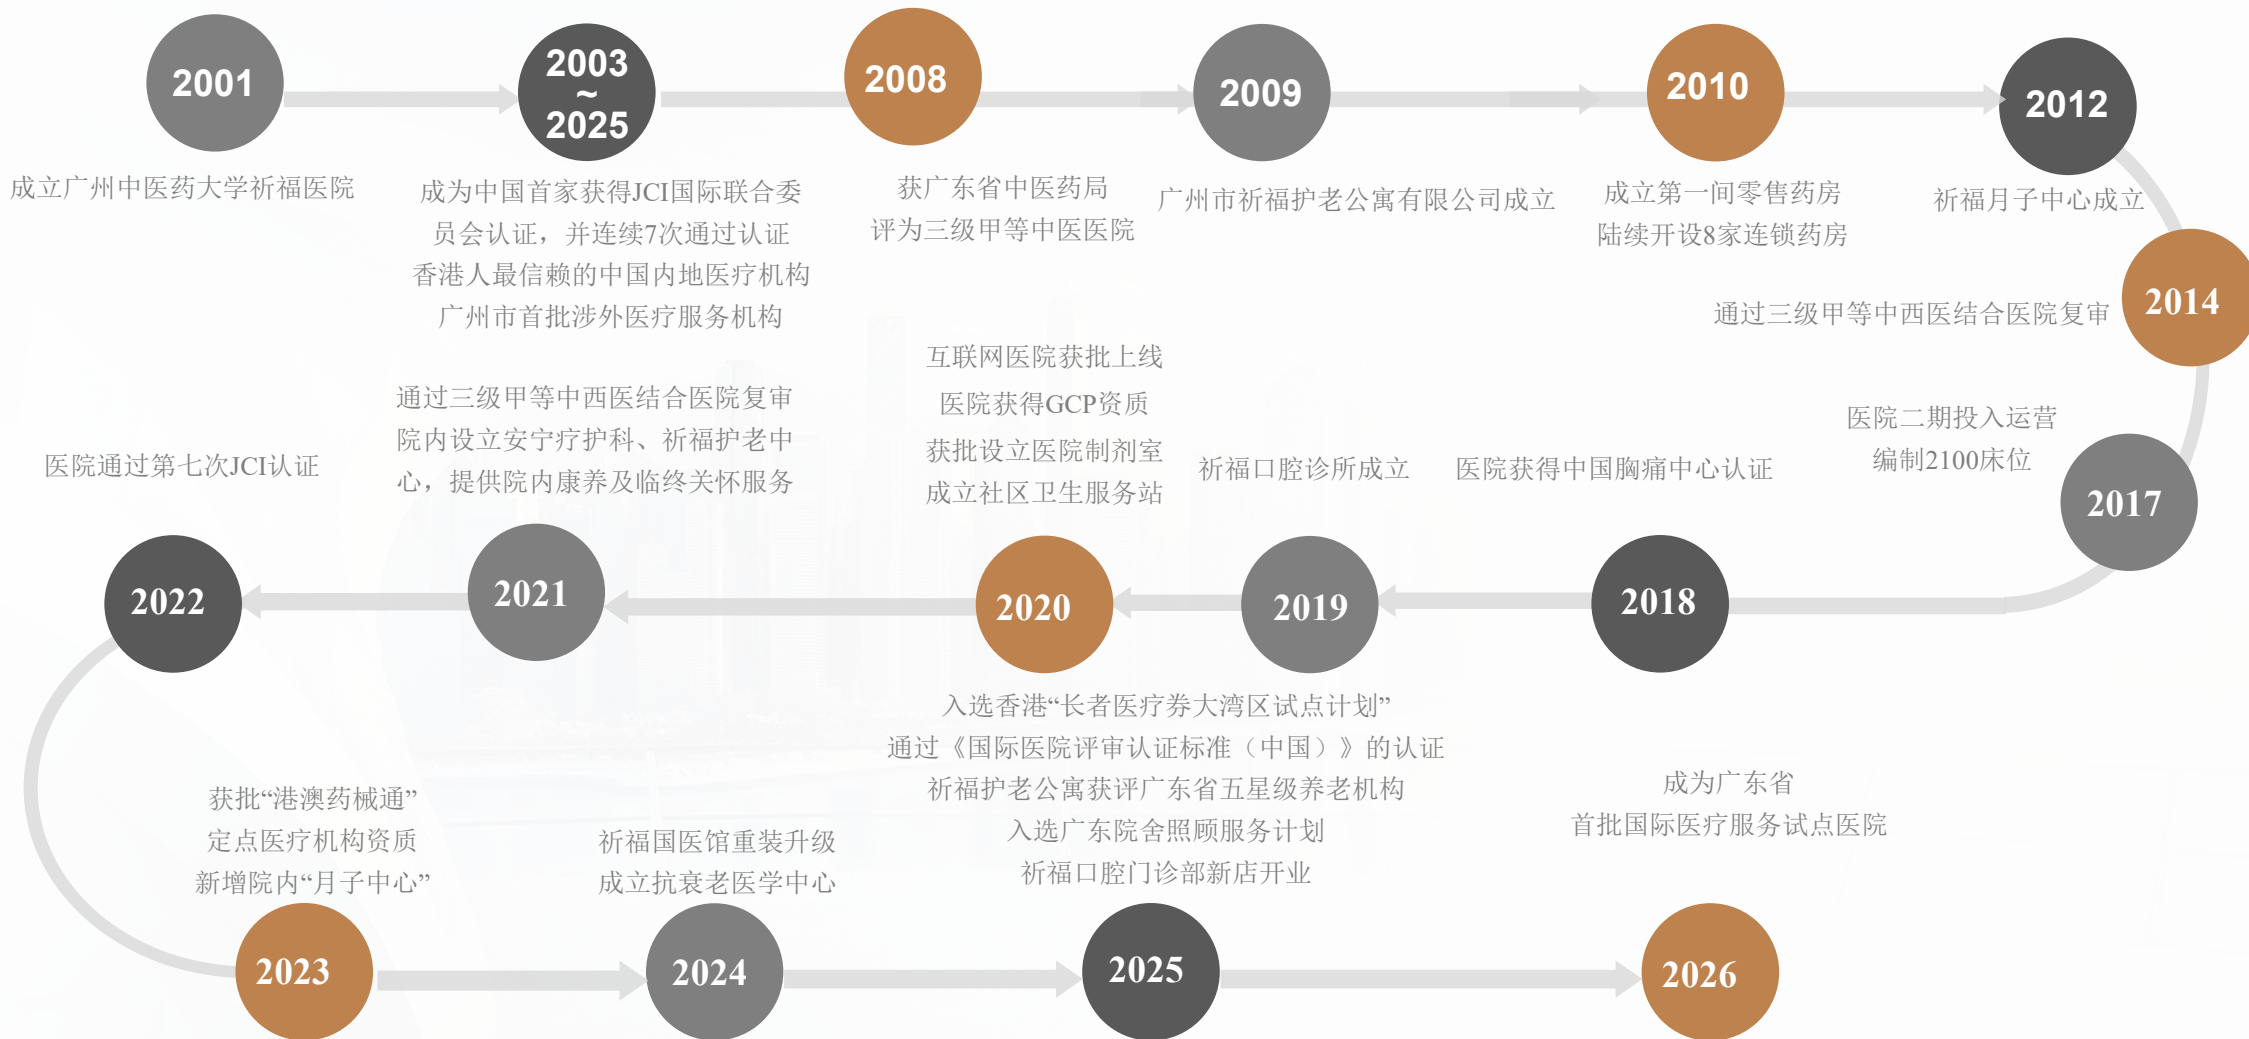 2001
成立广州中医药大学祈福医院
2003
~
2025
成为中国首家获得JCI国际联合委
员会认证，并连续7次通过认证
香港人最信赖的中国内地医疗机构
广州市首批涉外医疗服务机构
2008
获广东省中医药局
评为三级甲等中医医院
2009
广州市祈福护老公寓有限公司成立
2010
成立第一间零售药房
陆续开设8家连锁药房
2012
祈福月子中心成立
2014
通过三级甲等中西医结合医院复审
医院二期投入运营
编制2100床位
2017
医院获得中国胸痛中心认证
2018
祈福口腔诊所成立
2019
互联网医院获批上线
医院获得GCP资质
获批设立医院制剂室
成立社区卫生服务站
2020
通过三级甲等中西医结合医院复审
院内设立安宁疗护科、祈福护老中
心，提供院内康养及临终关怀服务
2021
医院通过第七次JCI认证
2022
获批“港澳药械通”
定点医疗机构资质
新增院内“月子中心”
2023
祈福国医馆重装升级
成立抗衰老医学中心
2024
入选香港“长者医疗券大湾区试点计划”
通过《国际医院评审认证标准（中国）》的认证
祈福护老公寓获评广东省五星级养老机构
入选广东院舍照顾服务计划
祈福口腔门诊部新店开业
2025
成为广东省
首批国际医疗服务试点医院
2026